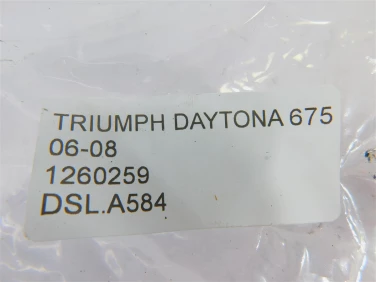 TRIUMPH DAYTONA 675
06-08
1260259
DSL.A584